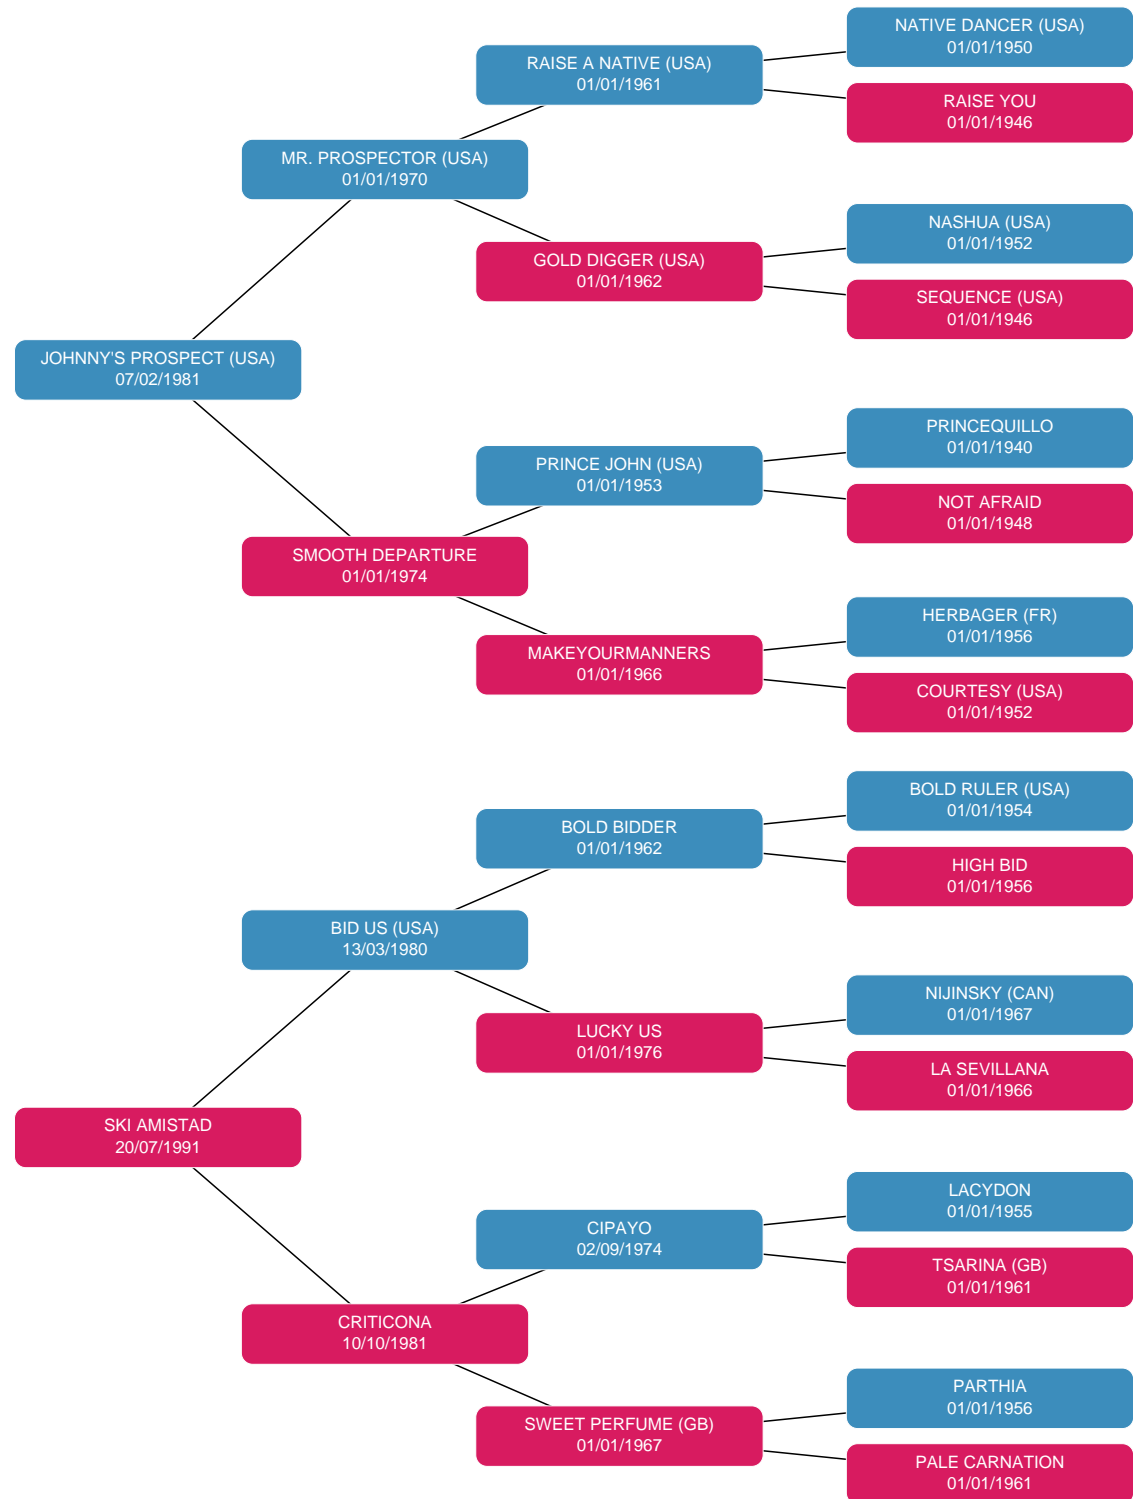 NATIVE DANCER (USA)
01/01/1950
RAISE A NATIVE (USA)
01/01/1961
RAISE YOU
01/01/1946
MR. PROSPECTOR (USA)
01/01/1970
NASHUA (USA)
01/01/1952
GOLD DIGGER (USA)
01/01/1962
SEQUENCE (USA)
01/01/1946
JOHNNY'S PROSPECT (USA)
07/02/1981
PRINCEQUILLO
01/01/1940
PRINCE JOHN (USA)
01/01/1953
NOT AFRAID
01/01/1948
SMOOTH DEPARTURE
01/01/1974
HERBAGER (FR)
01/01/1956
MAKEYOURMANNERS
01/01/1966
COURTESY (USA)
01/01/1952
BOLD RULER (USA)
01/01/1954
BOLD BIDDER
01/01/1962
HIGH BID
01/01/1956
BID US (USA)
13/03/1980
NIJINSKY (CAN)
01/01/1967
LUCKY US
01/01/1976
LA SEVILLANA
01/01/1966
SKI AMISTAD
20/07/1991
LACYDON
01/01/1955
CIPAYO
02/09/1974
TSARINA (GB)
01/01/1961
CRITICONA
10/10/1981
PARTHIA
01/01/1956
SWEET PERFUME (GB)
01/01/1967
PALE CARNATION
01/01/1961